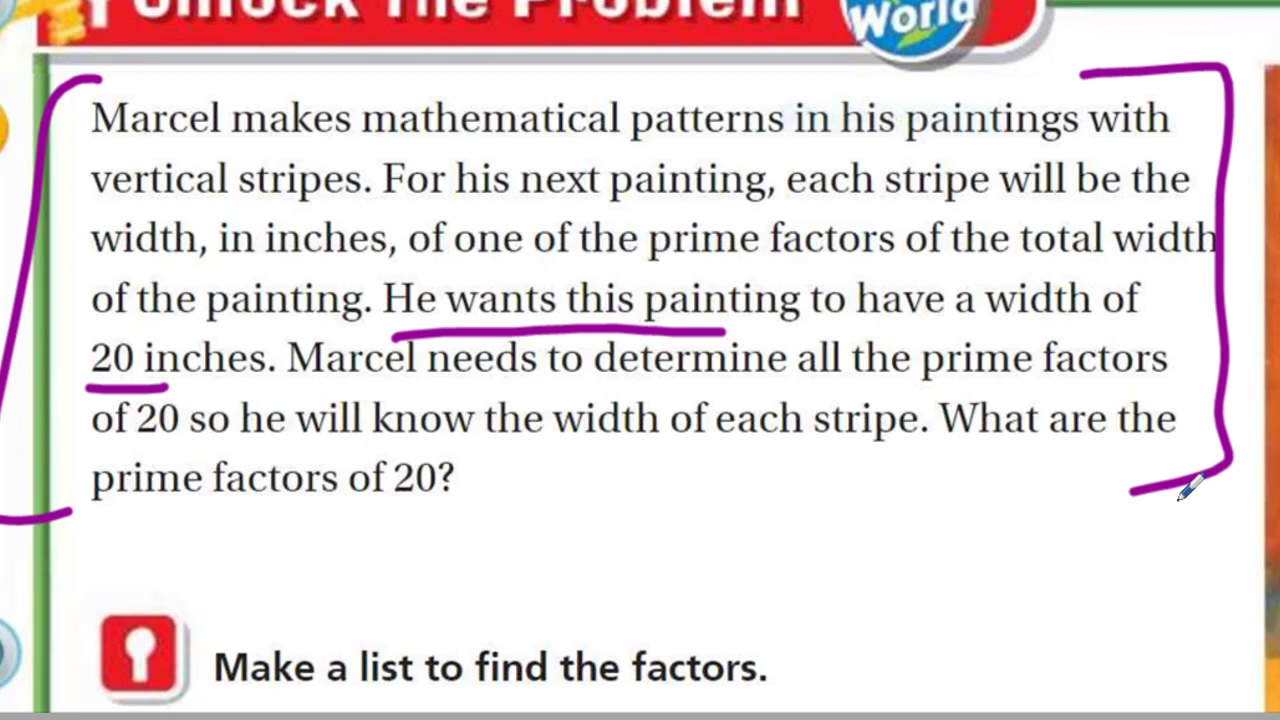 Unlock the Problem
World
Marcel makes mathematical patterns in his paintings with
vertical stripes. For his next painting, each stripe will be the
width, in inches, of one of the prime factors of the total width
of the painting. He wants this painting to have a width of
20 inches. Marcel needs to determine all the prime factors
of 20 so he will know the width of each stripe. What are the
prime factors of 20?
Make a list to find the factors.